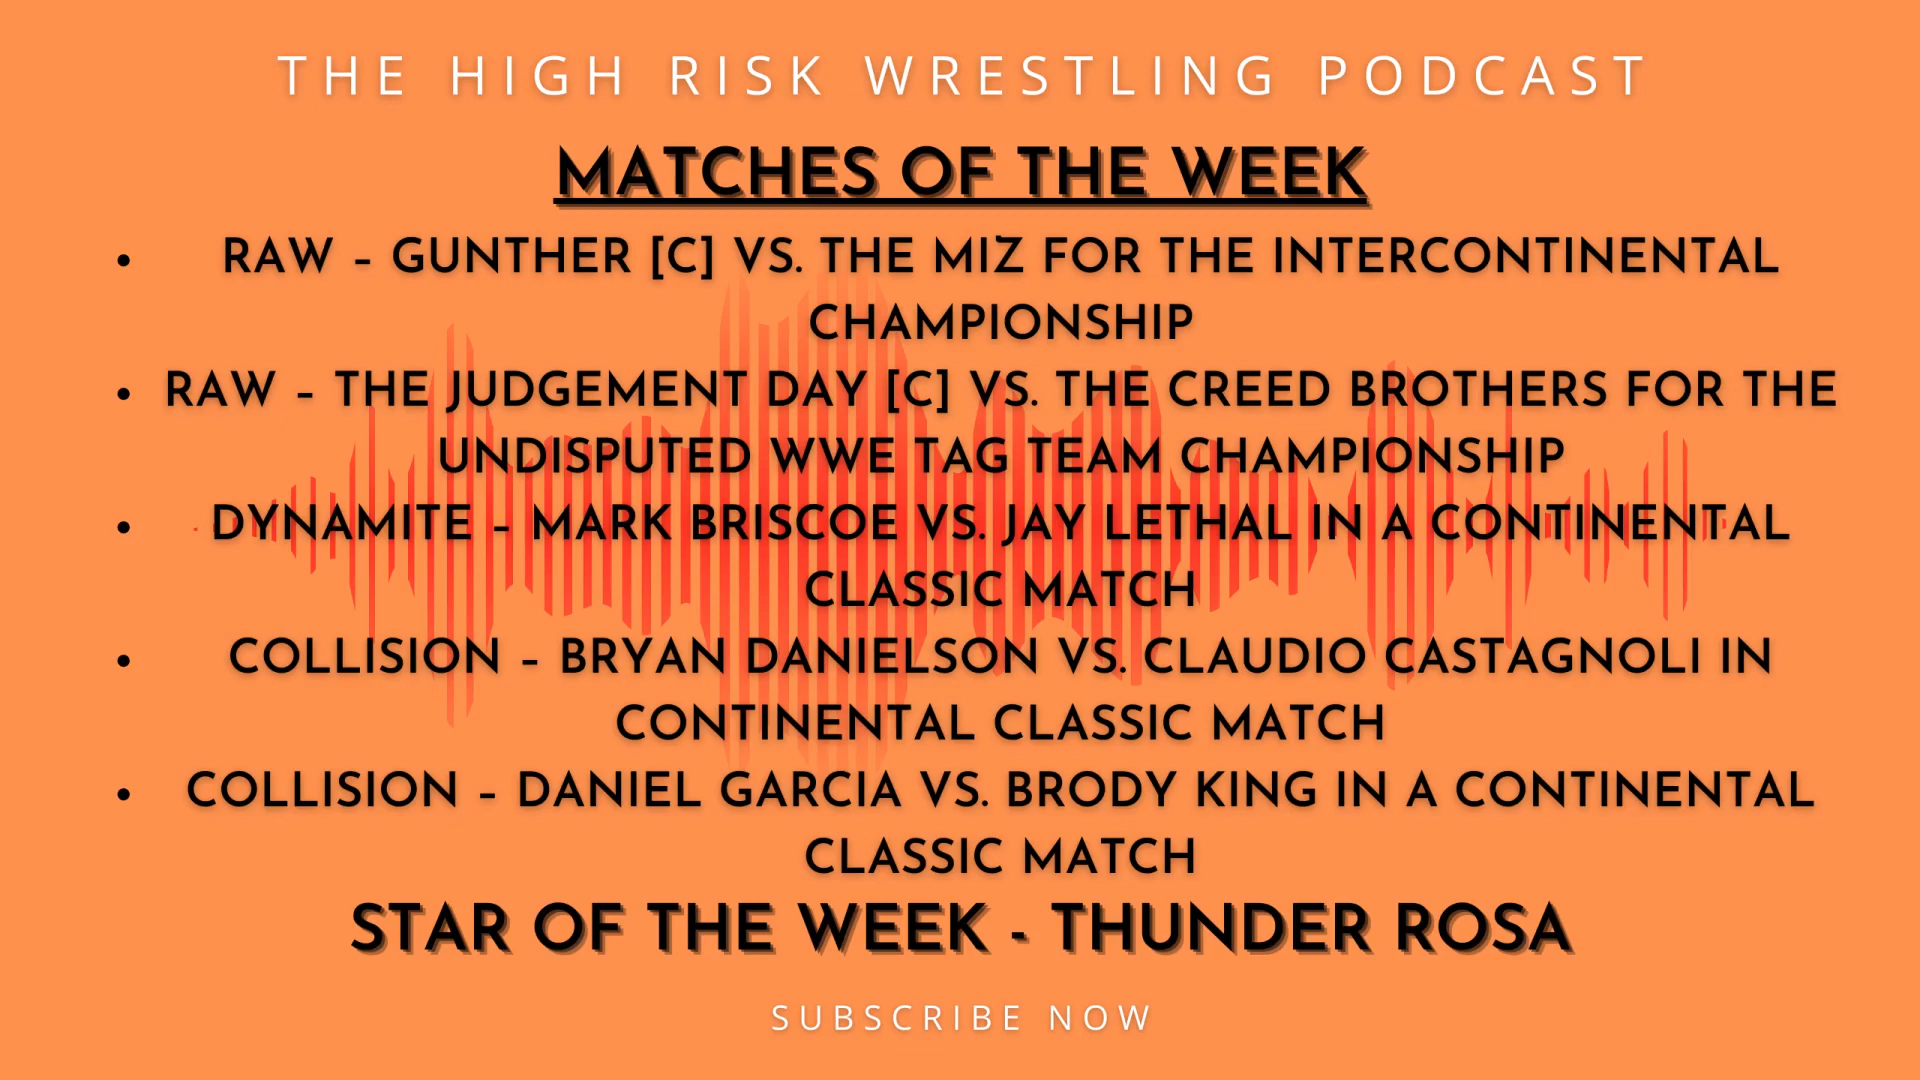 THE HIGH RISK WRESTLING PODCAST
MATCHES OF THE WEEK
• RAW – GUNTHER [C] VS. THE MIZ FOR THE INTERCONTINENTAL
CHAMPIONSHIP
• RAW – THE JUDGEMENT DAY [C] VS. THE CREED BROTHERS FOR THE
UNDISPUTED WWE TAG TEAM CHAMPIONSHIP
• DYNAMITE – MARK BRISCOE VS. JAY LETHAL IN A CONTINENTAL
CLASSIC MATCH
• COLLISION – BRYAN DANIELSON VS. CLAUDIO CASTAGNOLI IN
CONTINENTAL CLASSIC MATCH
• COLLISION – DANIEL GARCIA VS. BRODY KING IN A CONTINENTAL
CLASSIC MATCH
STAR OF THE WEEK - THUNDER ROSA
SUBSCRIBE NOW